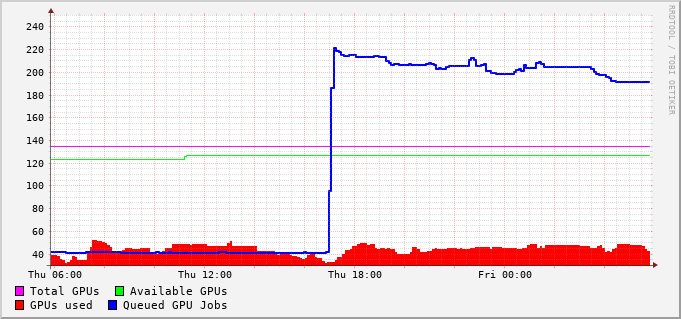 240
220
200
180
160
140
120
100
80
60
40
Thu 06:00 Thu 12:00 Thu 18:00 Fri 00:00
Total GPUs Available GPUs
GPUs used Queued GPU Jobs
RRDTOOL / TOBI OETIKER